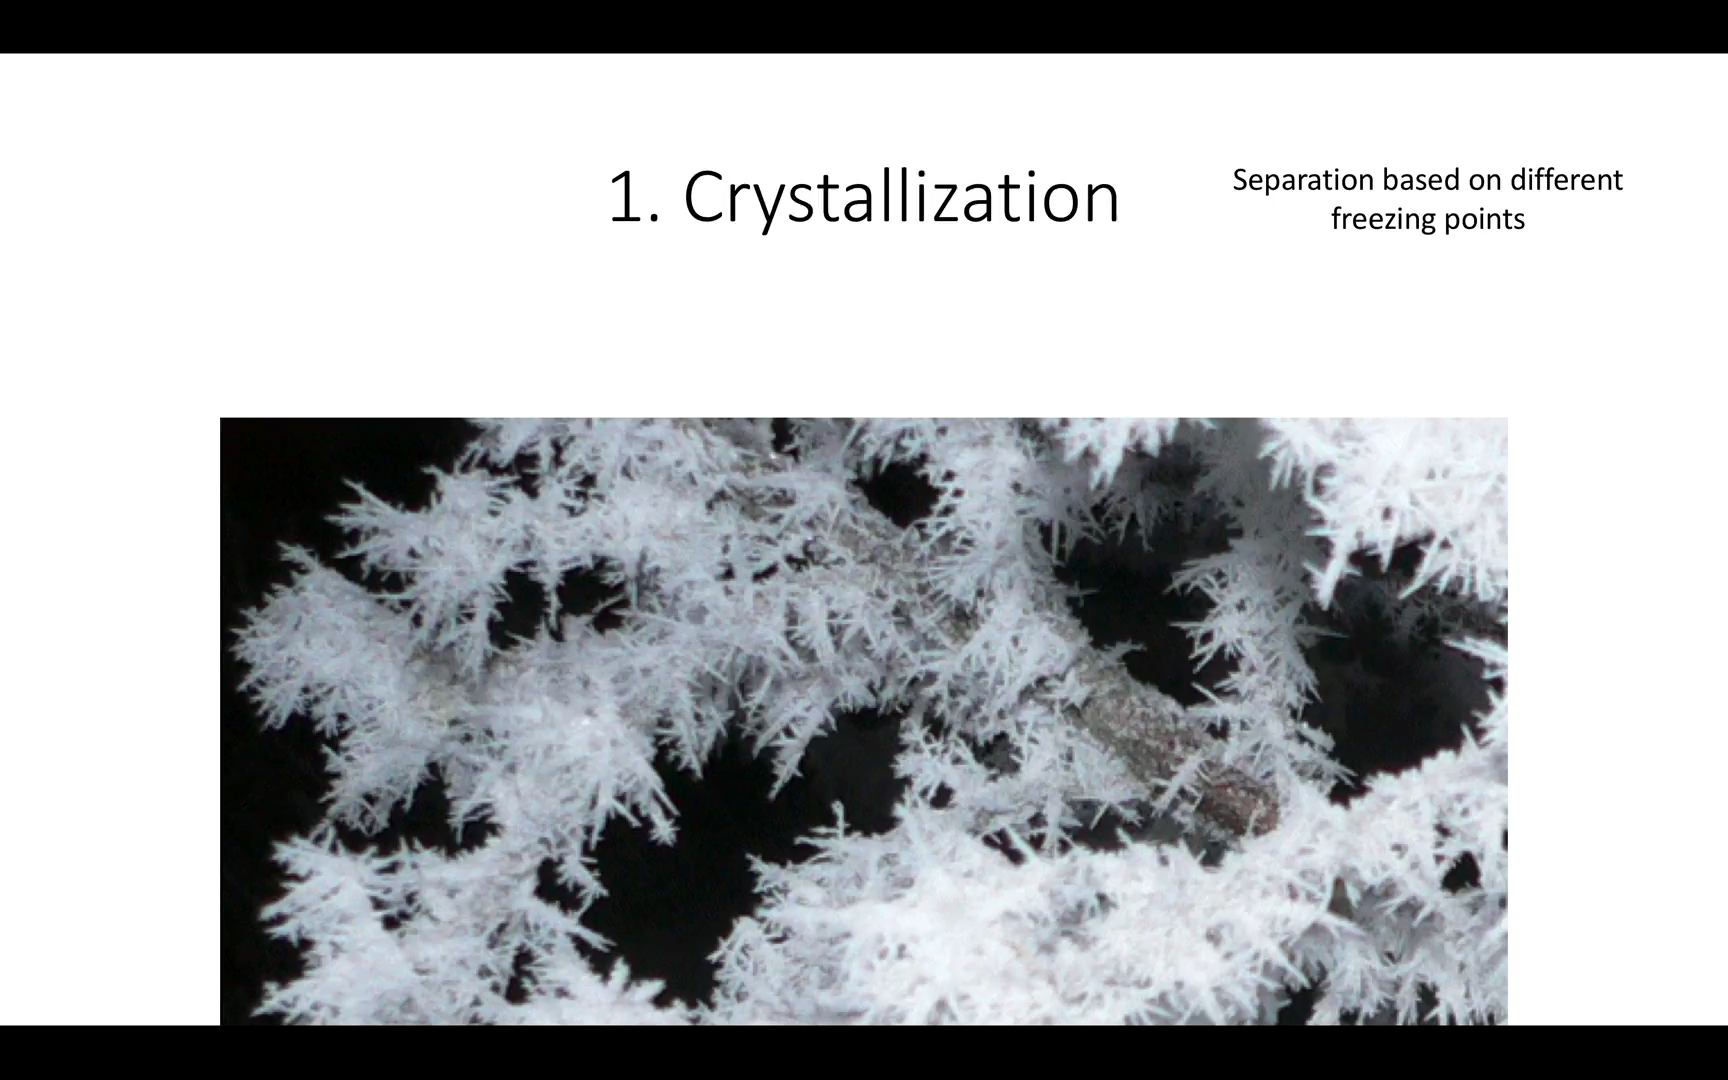 1. Crystallization
Separation based on different
freezing points